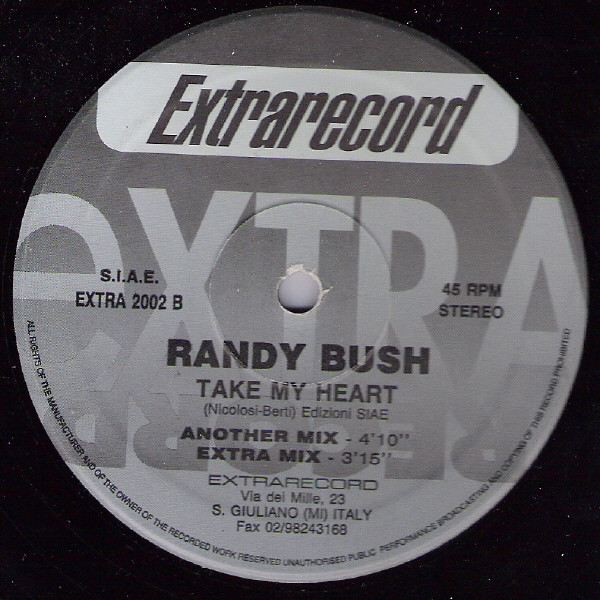 Extrarecord
EXTRA
RECORD
S.I.A.E.
EXTRA 2002 B
45 RPM
STEREO
RANDY BUSH
TAKE MY HEART
(Nicolosi-Berti) Edizioni SIAE
ANOTHER MIX - 4'10''
EXTRA MIX - 3'15''
EXTRARECORD
Via dei Mille, 23
S. GIULIANO (MI) ITALY
Fax 02/98243168
ALL RIGHTS OF THE MANUFACTURER AND OF THE OWNER OF THE RECORDED WORK RESERVED UNAUTHORISED PUBLIC PERFORMANCE BROADCASTING AND COPYING OF THIS RECORD PROHIBITED